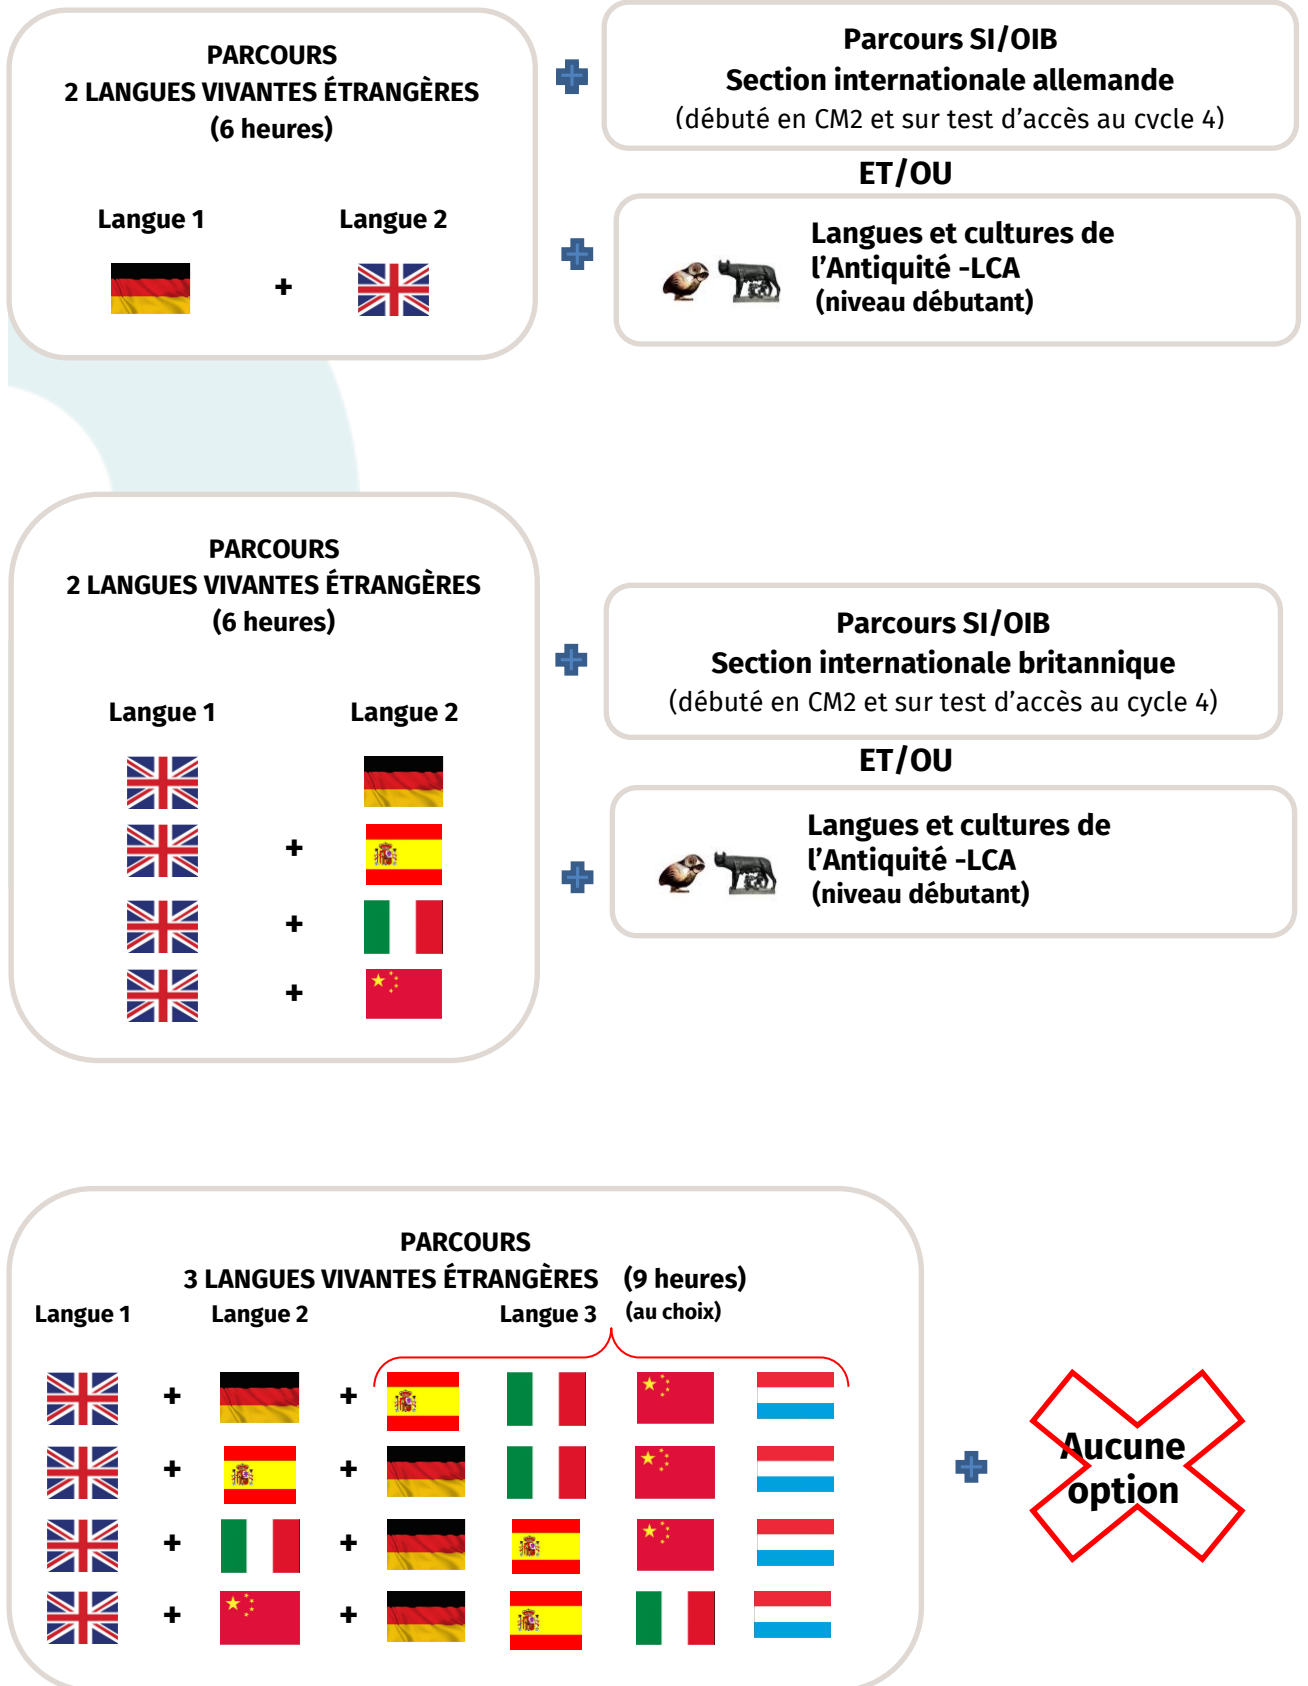 PARCOURS
2 LANGUES VIVANTES ÉTRANGÈRES
(6 heures)
Langue 1 Langue 2
+
Parcours SI/OIB
Section internationale allemande
(débuté en CM2 et sur test d’accès au cycle 4)
ET/OU
Langues et cultures de
l’Antiquité -LCA
(niveau débutant)
PARCOURS
2 LANGUES VIVANTES ÉTRANGÈRES
(6 heures)
Langue 1 Langue 2
+
+
+
Parcours SI/OIB
Section internationale britannique
(débuté en CM2 et sur test d’accès au cycle 4)
ET/OU
Langues et cultures de
l’Antiquité -LCA
(niveau débutant)
PARCOURS
3 LANGUES VIVANTES ÉTRANGÈRES (9 heures)
Langue 1 Langue 2 Langue 3 (au choix)
+ +
+ +
+ +
+ +
Aucune
option